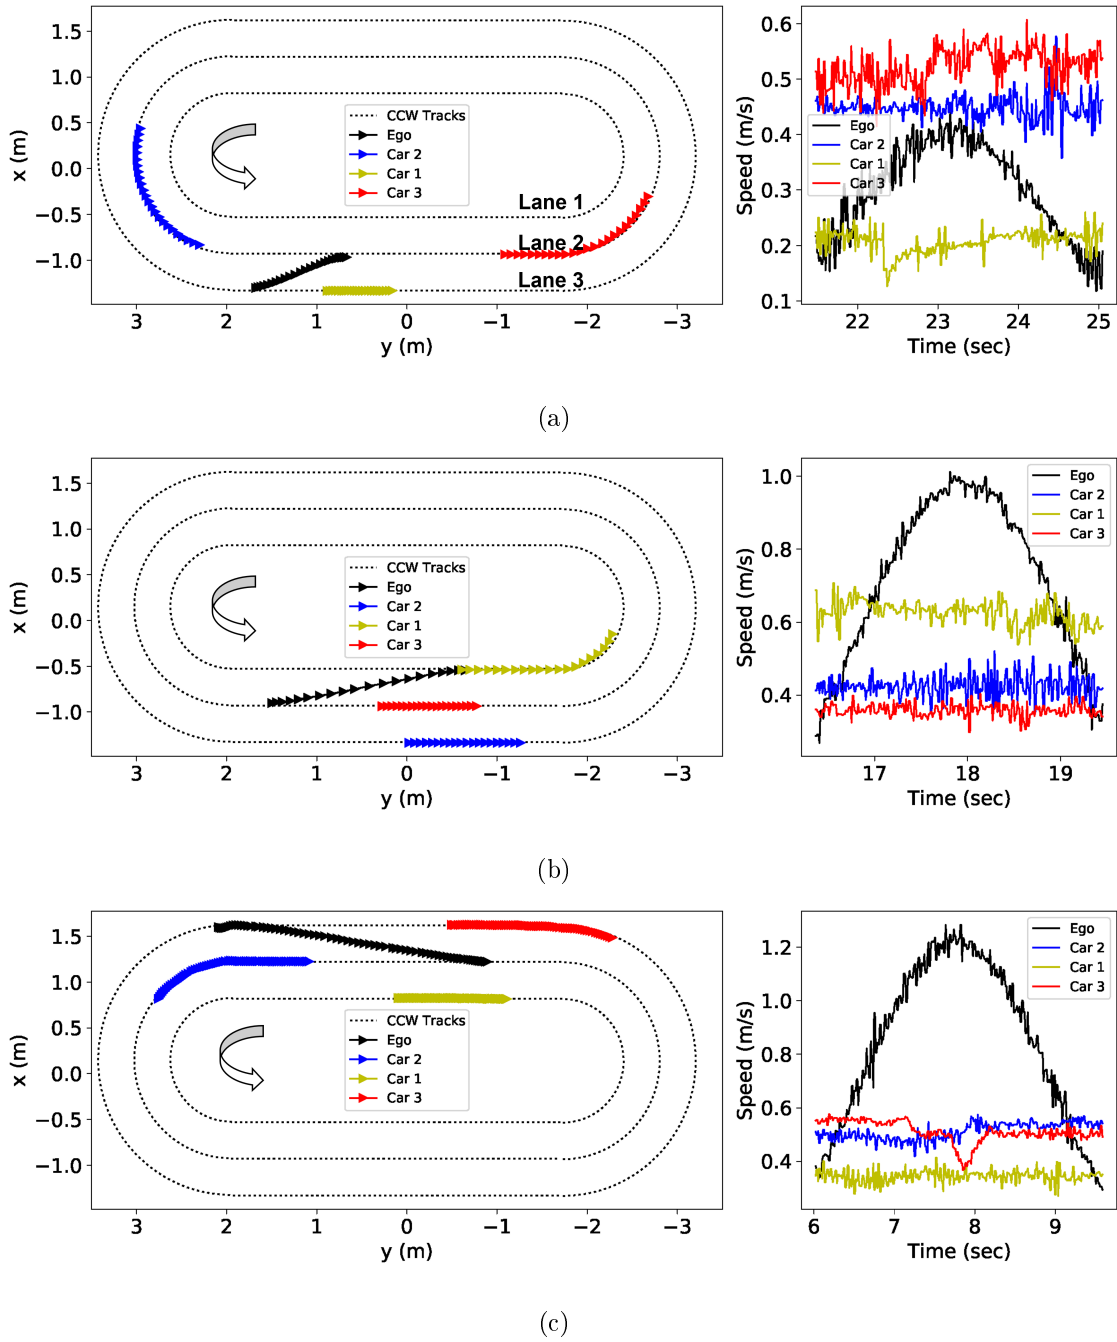 1.5
1.0
0.5
0.0
−0.5
−1.0
x (m)
3 2 1 0 −1 −2 −3
y (m)
CCW Tracks
Ego
Car 2
Car 1
Car 3
Lane 1
Lane 2
Lane 3
0.6
0.5
0.4
0.3
0.2
0.1
Speed (m/s)
Ego
Car 2
Car 1
Car 3
22 23 24 25
Time (sec)
(a)
1.5
1.0
0.5
0.0
−0.5
−1.0
x (m)
3 2 1 0 −1 −2 −3
y (m)
CCW Tracks
Ego
Car 2
Car 1
Car 3
1.0
0.8
0.6
0.4
Speed (m/s)
Ego
Car 2
Car 1
Car 3
17 18 19
Time (sec)
(b)
1.5
1.0
0.5
0.0
−0.5
−1.0
x (m)
3 2 1 0 −1 −2 −3
y (m)
CCW Tracks
Ego
Car 2
Car 1
Car 3
1.2
1.0
0.8
0.6
0.4
Speed (m/s)
Ego
Car 2
Car 1
Car 3
6 7 8 9
Time (sec)
(c)